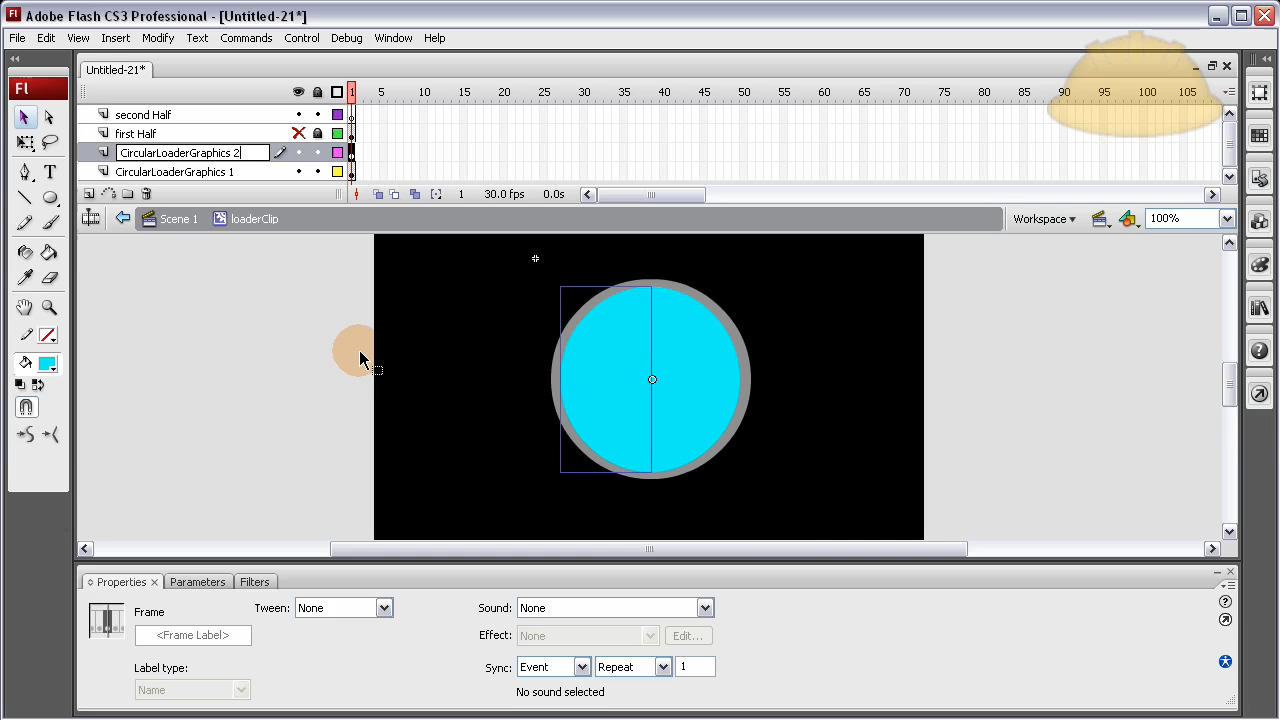 Fl Adobe Flash CS3 Professional - [Untitled-21*]
File Edit View Insert Modify Text Commands Control Debug Window Help
Fl
Untitled-21*
1 5 10 15 20 25 30 35 40 45 50 55 60 65 70 75 80 85 90 95 100 105
second Half
first Half
CircularLoaderGraphics 2
CircularLoaderGraphics 1
1 30.0 fps 0.0s
Scene 1 loaderClip Workspace 100%
Properties Parameters Filters
Frame Tween: None Sound: None
<Frame Label> Effect: None Edit...
Label type: Sync: Event Repeat 1
Name No sound selected